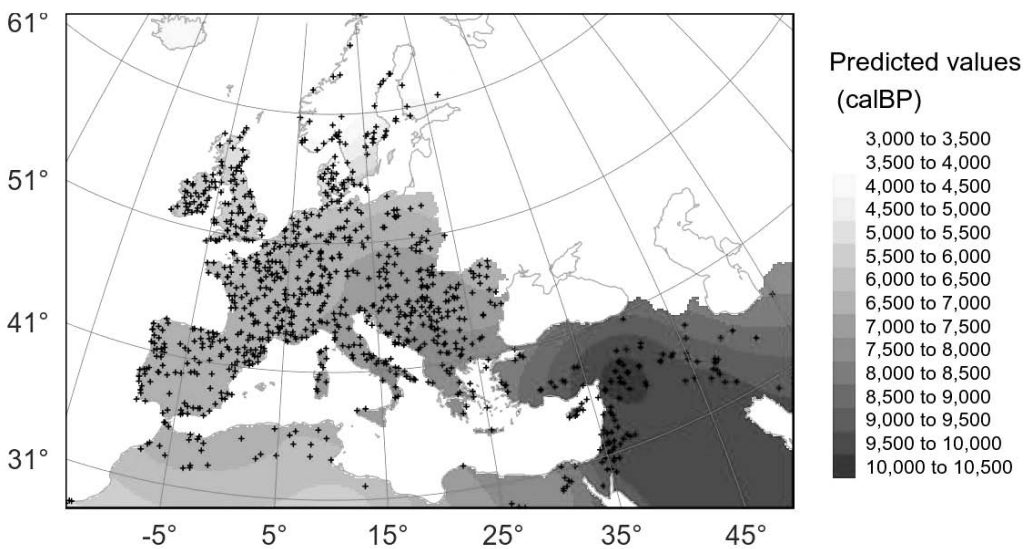 61°
51°
41°
31°
-5°
5°
15°
25°
35°
45°
Predicted values
(calBP)
3,000 to 3,500
3,500 to 4,000
4,000 to 4,500
4,500 to 5,000
5,000 to 5,500
5,500 to 6,000
6,000 to 6,500
6,500 to 7,000
7,000 to 7,500
7,500 to 8,000
8,000 to 8,500
8,500 to 9,000
9,000 to 9,500
9,500 to 10,000
10,000 to 10,500